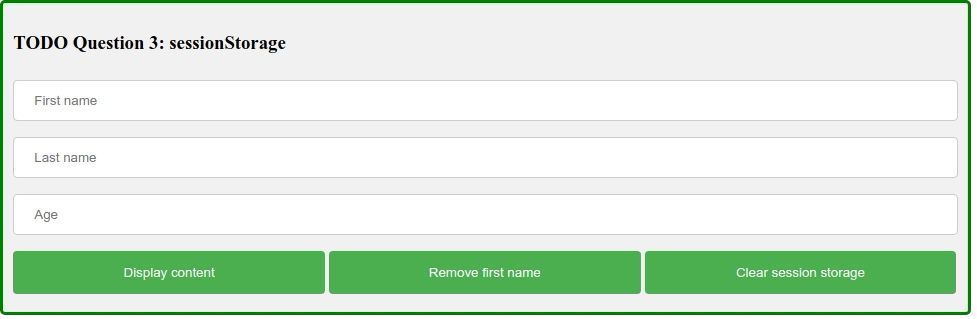 TODO Question 3: sessionStorage
First name
Last name
Age
Display content Remove first name Clear session storage